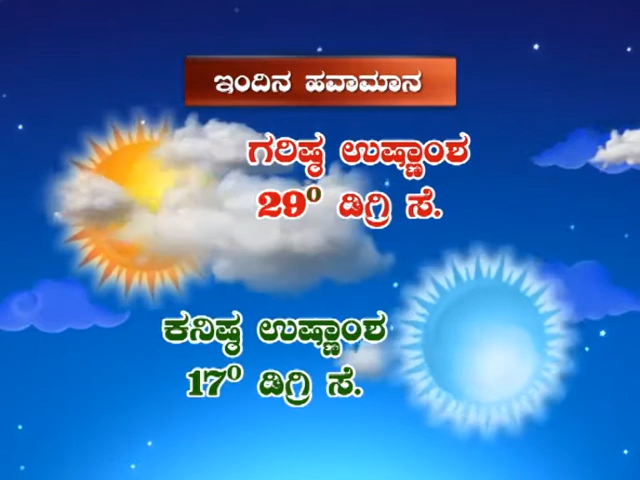 ಇಂದಿನ ಹವಾಮಾನ
ಗರಿಷ್ಠ ಉಷ್ಣಾಂಶ
29⁰ ಡಿಗ್ರಿ ಸೆ.
ಕನಿಷ್ಠ ಉಷ್ಣಾಂಶ
17⁰ ಡಿಗ್ರಿ ಸೆ.